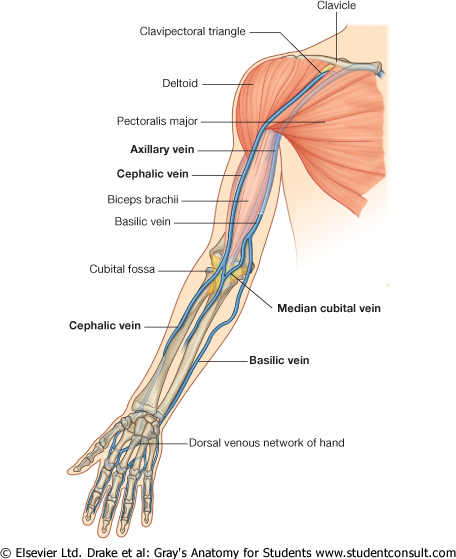 Clavicle
Clavipectoral triangle
Deltoid
Pectoralis major
Axillary vein
Cephalic vein
Biceps brachii
Basilic vein
Cubital fossa
Median cubital vein
Cephalic vein
Basilic vein
Dorsal venous network of hand
© Elsevier Ltd. Drake et al: Gray's Anatomy for Students www.studentconsult.com